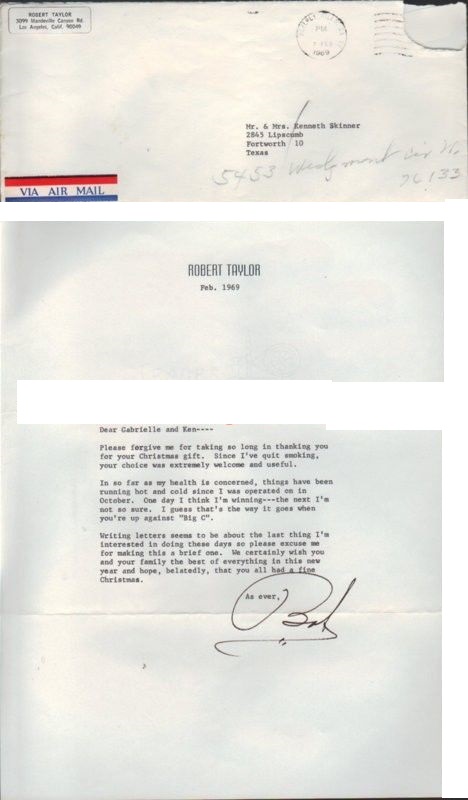 ROBERT TAYLOR
3099 Mandeville Canyon Rd.
Los Angeles, Calif. 90049
PM
1969
Mr. & Mrs. Kenneth Skinner
2845 Lipscomb
Fortworth 10
Texas
5453 Wedgmont Cir N.
76133
VIA AIR MAIL
ROBERT TAYLOR
Feb. 1969
Dear Gabrielle and Ken----
Please forgive me for taking so long in thanking you
for your Christmas gift. Since I've quit smoking,
your choice was extremely welcome and useful.
In so far as my health is concerned, things have been
running hot and cold since I was operated on in
October. One day I think I'm winning---the next I'm
not so sure. I guess that's the way it goes when
you're up against "Big C".
Writing letters seems to be about the last thing I'm
interested in doing these days so please excuse me
for making this a brief one. We certainly wish you
and your family the best of everything in this new
year and hope, belatedly, that you all had a fine
Christmas.
As ever,
Bob